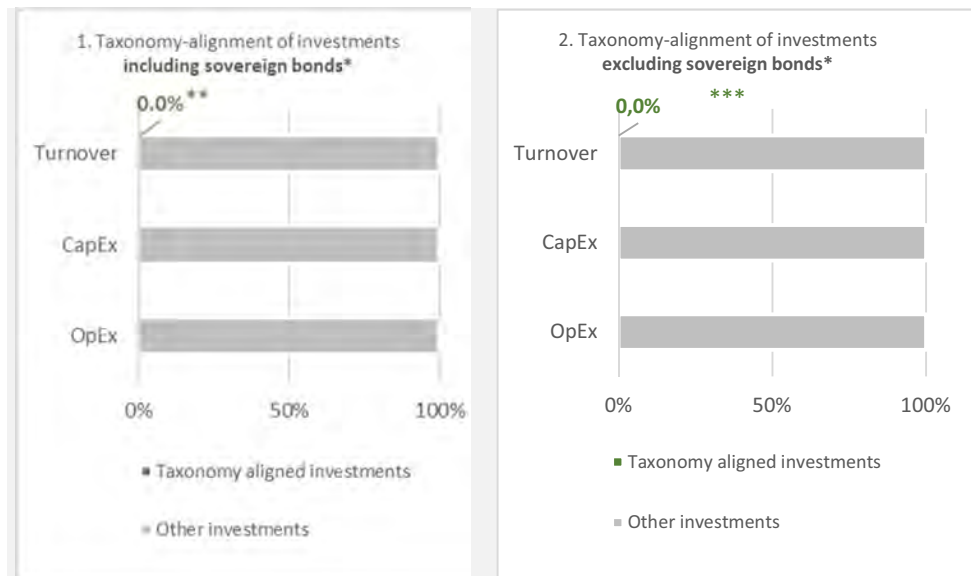 1. Taxonomy-alignment of investments
including sovereign bonds*
0.0%**
Turnover
CapEx
OpEx
0% 50% 100%
Taxonomy aligned investments
Other investments
2. Taxonomy-alignment of investments
excluding sovereign bonds*
0,0% ***
Turnover
CapEx
OpEx
0% 50% 100%
Taxonomy aligned investments
Other investments